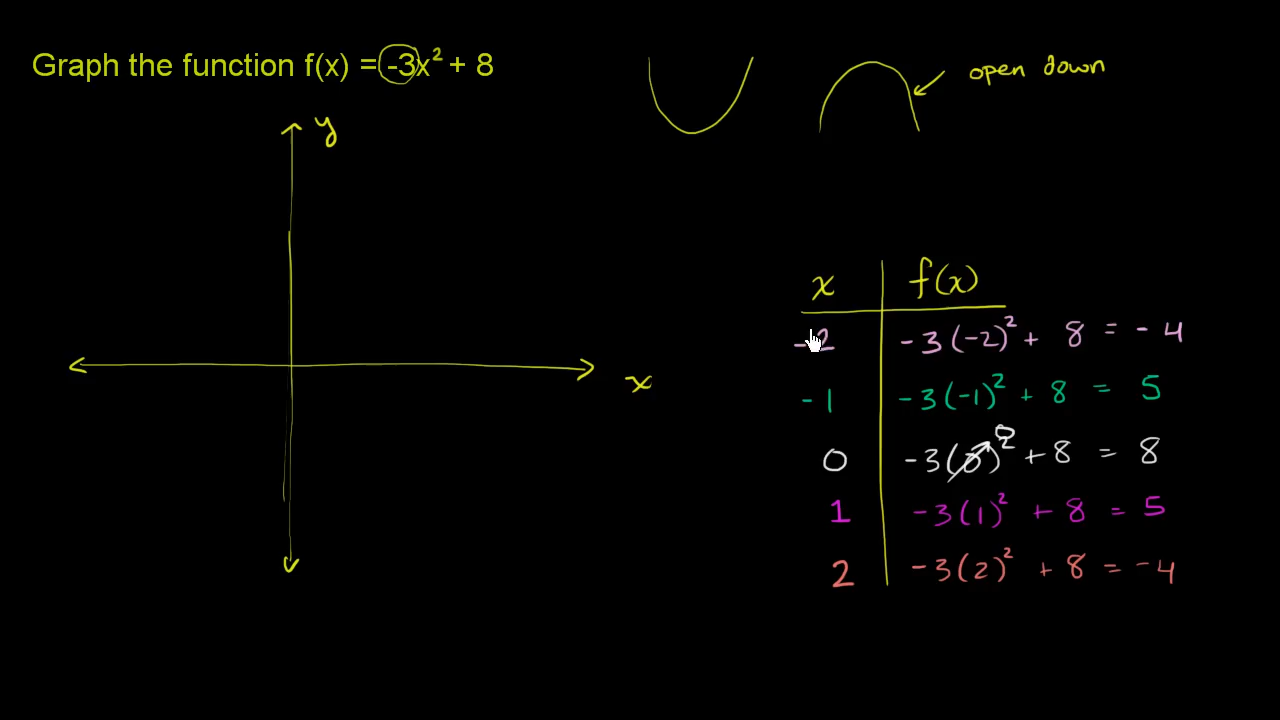 Graph the function f(x) = -3x² + 8
open down
y
x
x f(x)
-2 -3(-2)² + 8 = -4
-1 -3(-1)² + 8 = 5
0 -3(0)² + 8 = 8
1 -3(1)² + 8 = 5
2 -3(2)² + 8 = -4